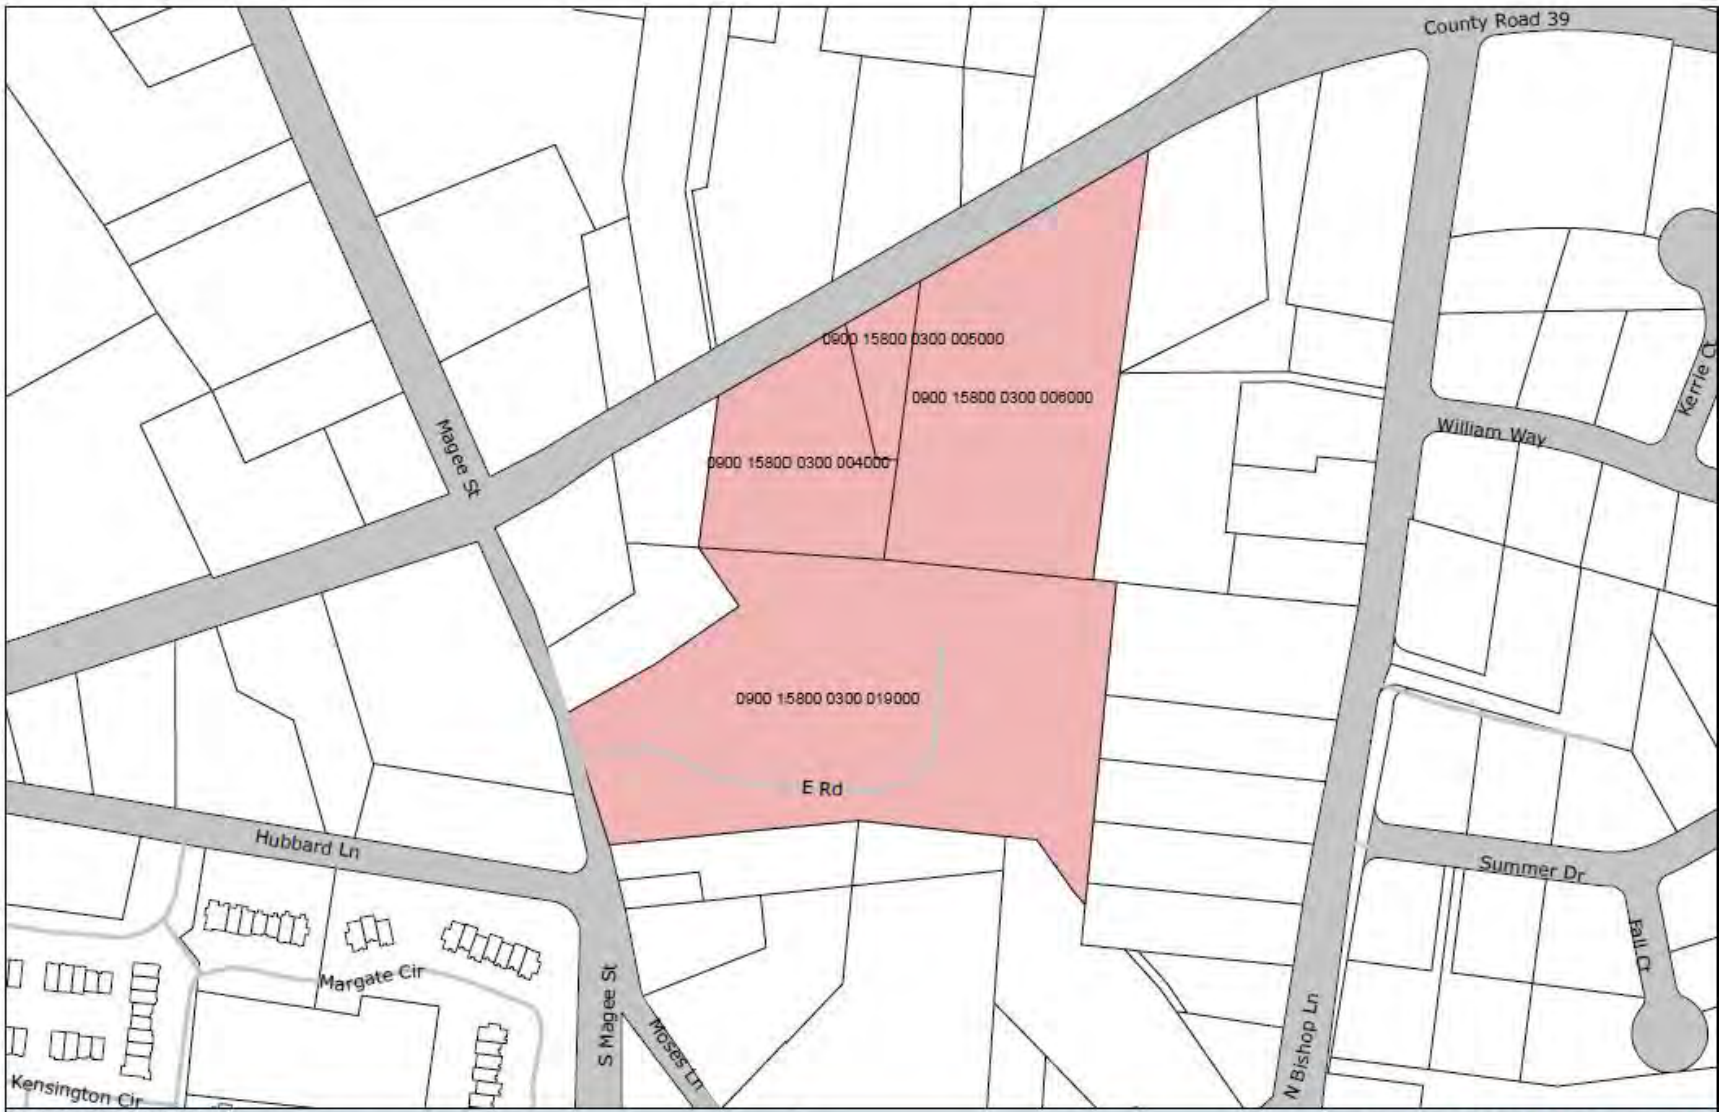 County Road 39
0900 15800 0300 005000
Kerrie Ct
0900 15800 0300 006000
William Way
Magee St
0900 15800 0300 004000
0900 15800 0300 019000
E Rd
Hubbard Ln
Summer Dr
Fall Ct
Margate Cir
S Magee St
Moses Ln
N Bishop Ln
Kensington Cir